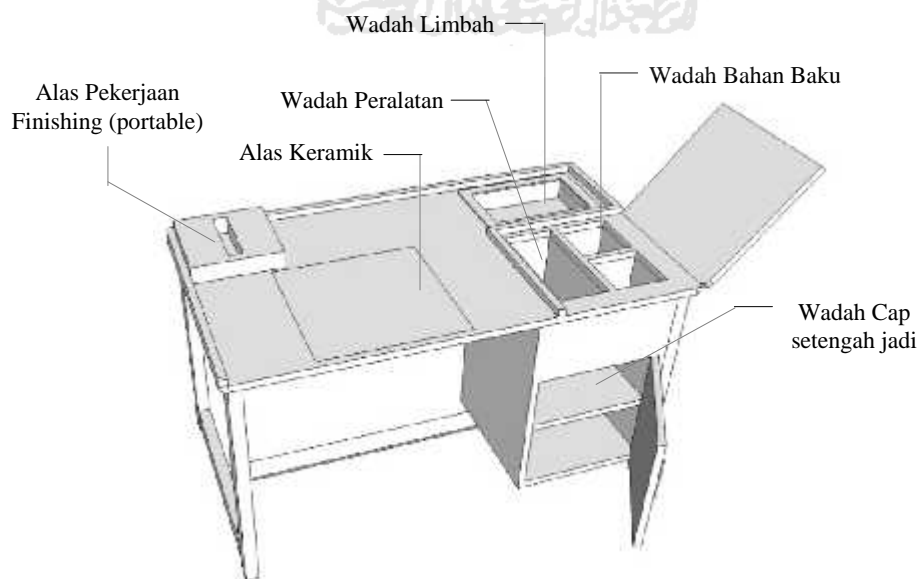 Wadah Limbah
Wadah Bahan Baku
Alas Pekerjaan
Finishing (portable)
Wadah Peralatan
Alas Keramik
Wadah Cap
setengah jadi